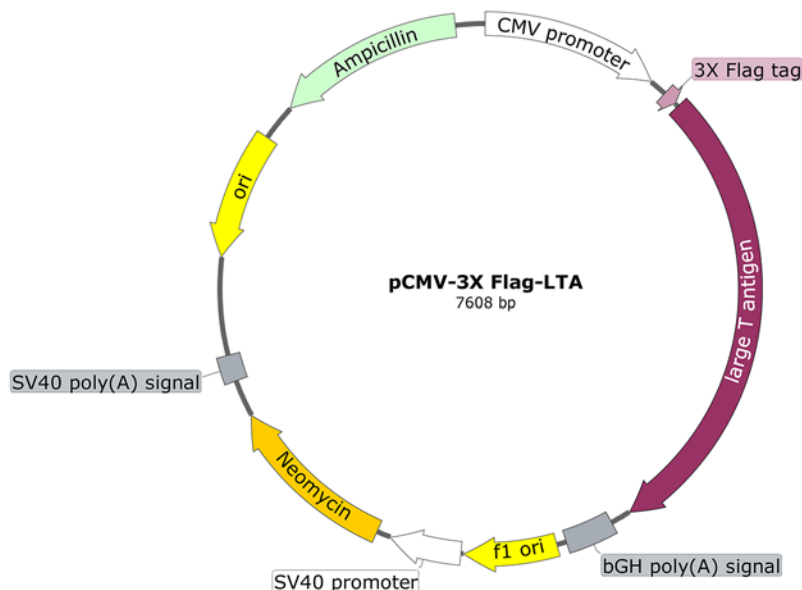 CMV promoter
3X Flag tag
large T antigen
bGH poly(A) signal
f1 ori
SV40 promoter
Neomycin
SV40 poly(A) signal
ori
Ampicillin
pCMV-3X Flag-LTA
7608 bp